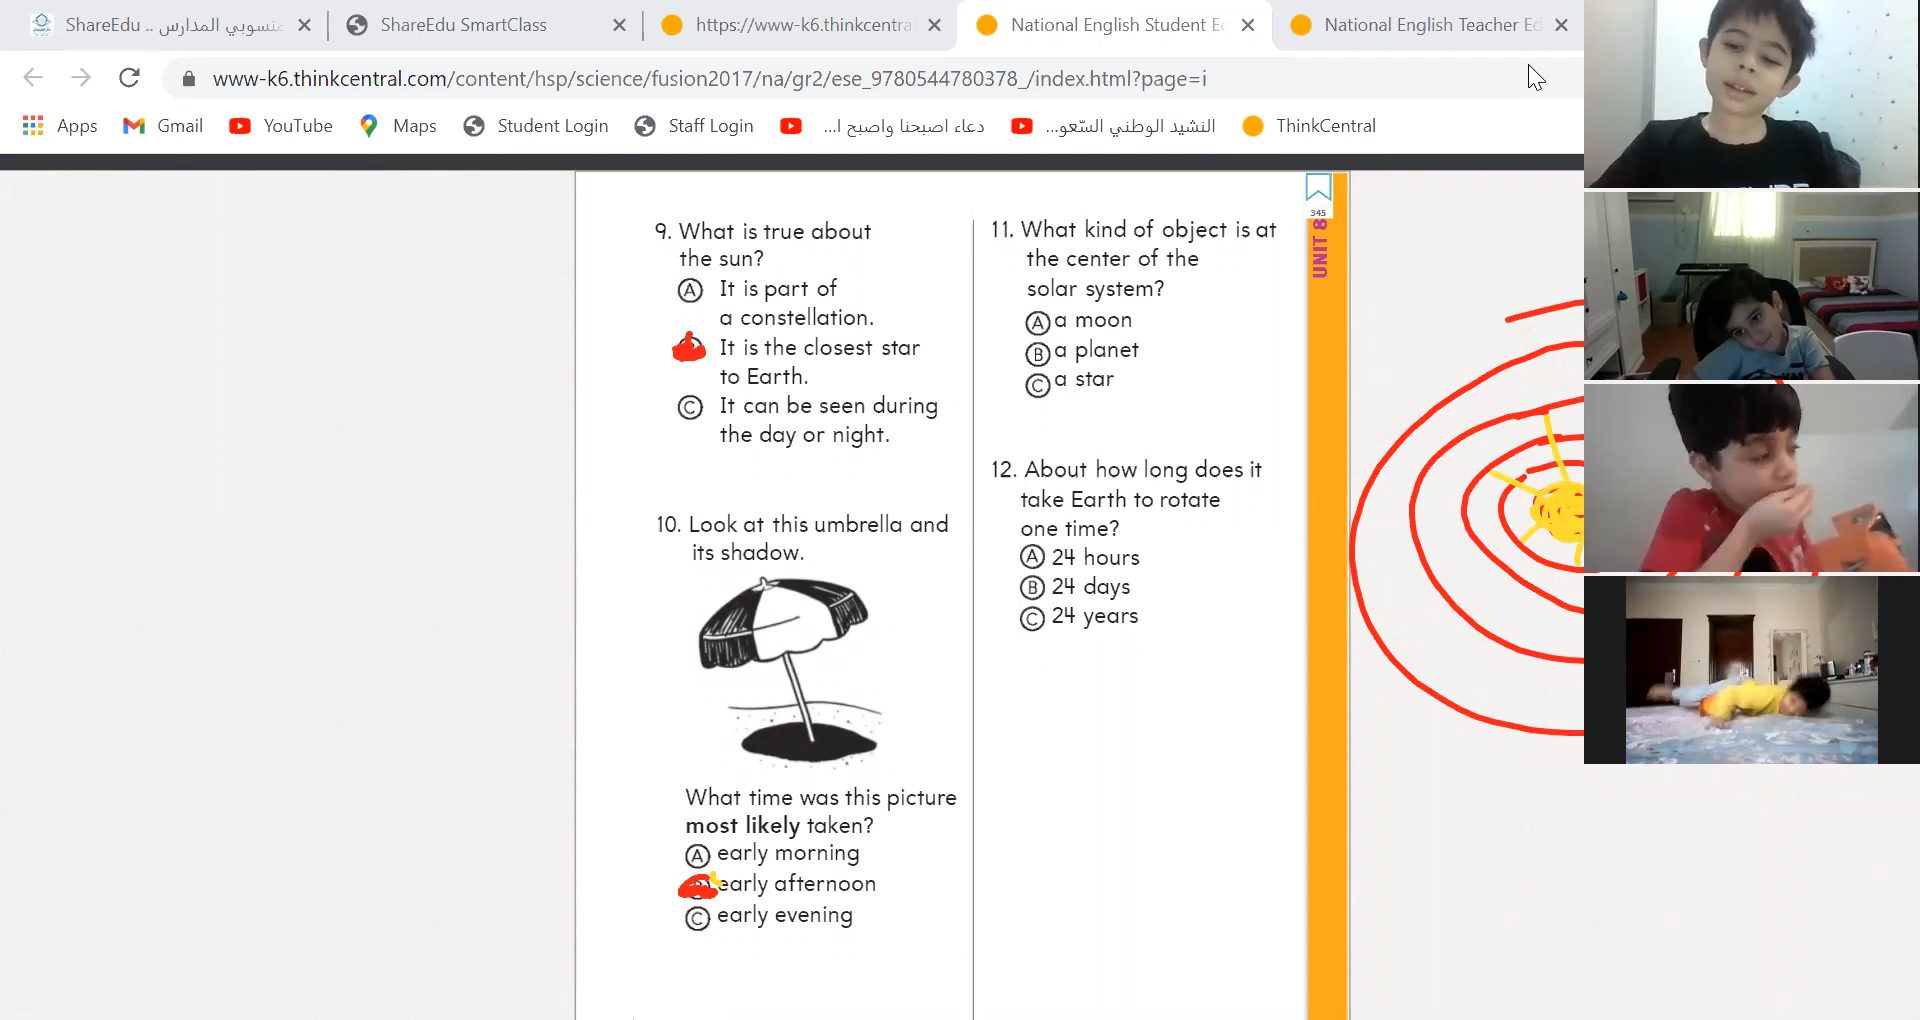 ShareEdu .. منسوبي المدارس
ShareEdu SmartClass
https://www-k6.thinkcentra
National English Student Ed
National English Teacher Ed
www-k6.thinkcentral.com/content/hsp/science/fusion2017/na/gr2/ese_9780544780378_/index.html?page=i
Apps
Gmail
YouTube
Maps
Student Login
Staff Login
دعاء اصبحنا واصبح ا...
النشيد الوطني السّعو...
ThinkCentral
345
UNIT 8
9. What is true about
the sun?
A It is part of
a constellation.
It is the closest star
to Earth.
C It can be seen during
the day or night.
10. Look at this umbrella and
its shadow.
What time was this picture
most likely taken?
A early morning
early afternoon
C early evening
11. What kind of object is at
the center of the
solar system?
A a moon
B a planet
C a star
12. About how long does it
take Earth to rotate
one time?
A 24 hours
B 24 days
C 24 years